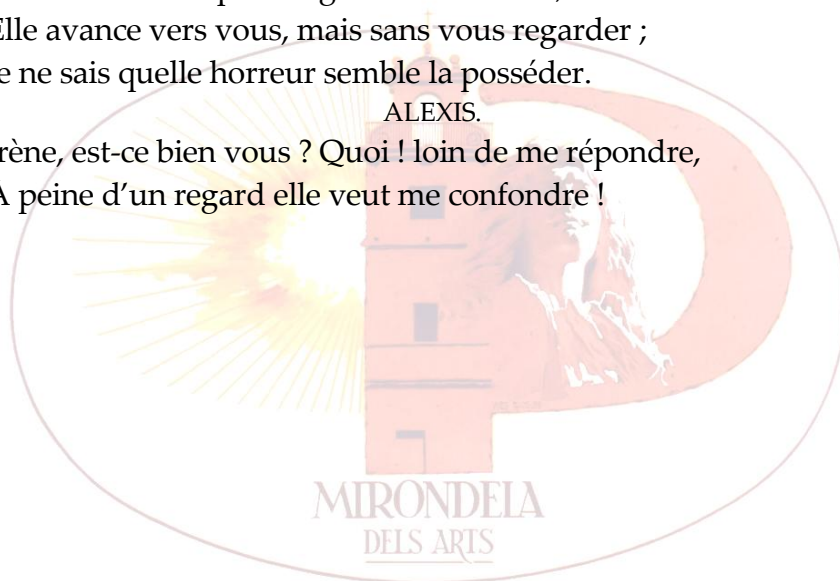 Elle avance vers vous, mais sans vous regarder ;
e ne sais quelle horreur semble la posséder.
ALEXIS.
rène, est-ce bien vous ? Quoi ! loin de me répondre,
À peine d'un regard elle veut me confondre !
MIRONDELA
DELS ARTS